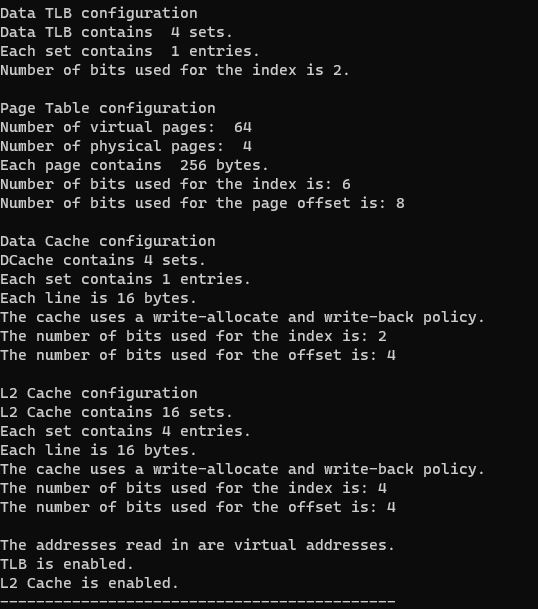 Data TLB configuration
Data TLB contains  4 sets.
Each set contains  1 entries.
Number of bits used for the index is 2.

Page Table configuration
Number of virtual pages:  64
Number of physical pages:  4
Each page contains  256 bytes.
Number of bits used for the index is: 6
Number of bits used for the page offset is: 8

Data Cache configuration
DCache contains 4 sets.
Each set contains 1 entries.
Each line is 16 bytes.
The cache uses a write-allocate and write-back policy.
The number of bits used for the index is: 2
The number of bits used for the offset is: 4

L2 Cache configuration
L2 Cache contains 16 sets.
Each set contains 4 entries.
Each line is 16 bytes.
The cache uses a write-allocate and write-back policy.
The number of bits used for the index is: 4
The number of bits used for the offset is: 4

The addresses read in are virtual addresses.
TLB is enabled.
L2 Cache is enabled.
--------------------------------------------